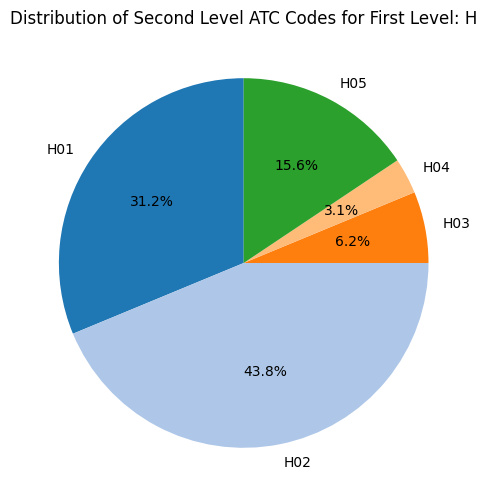 Distribution of Second Level ATC Codes for First Level: H
H05
H01
15.6%
H04
31.2%
3.1%
H03
6.2%
43.8%
H02